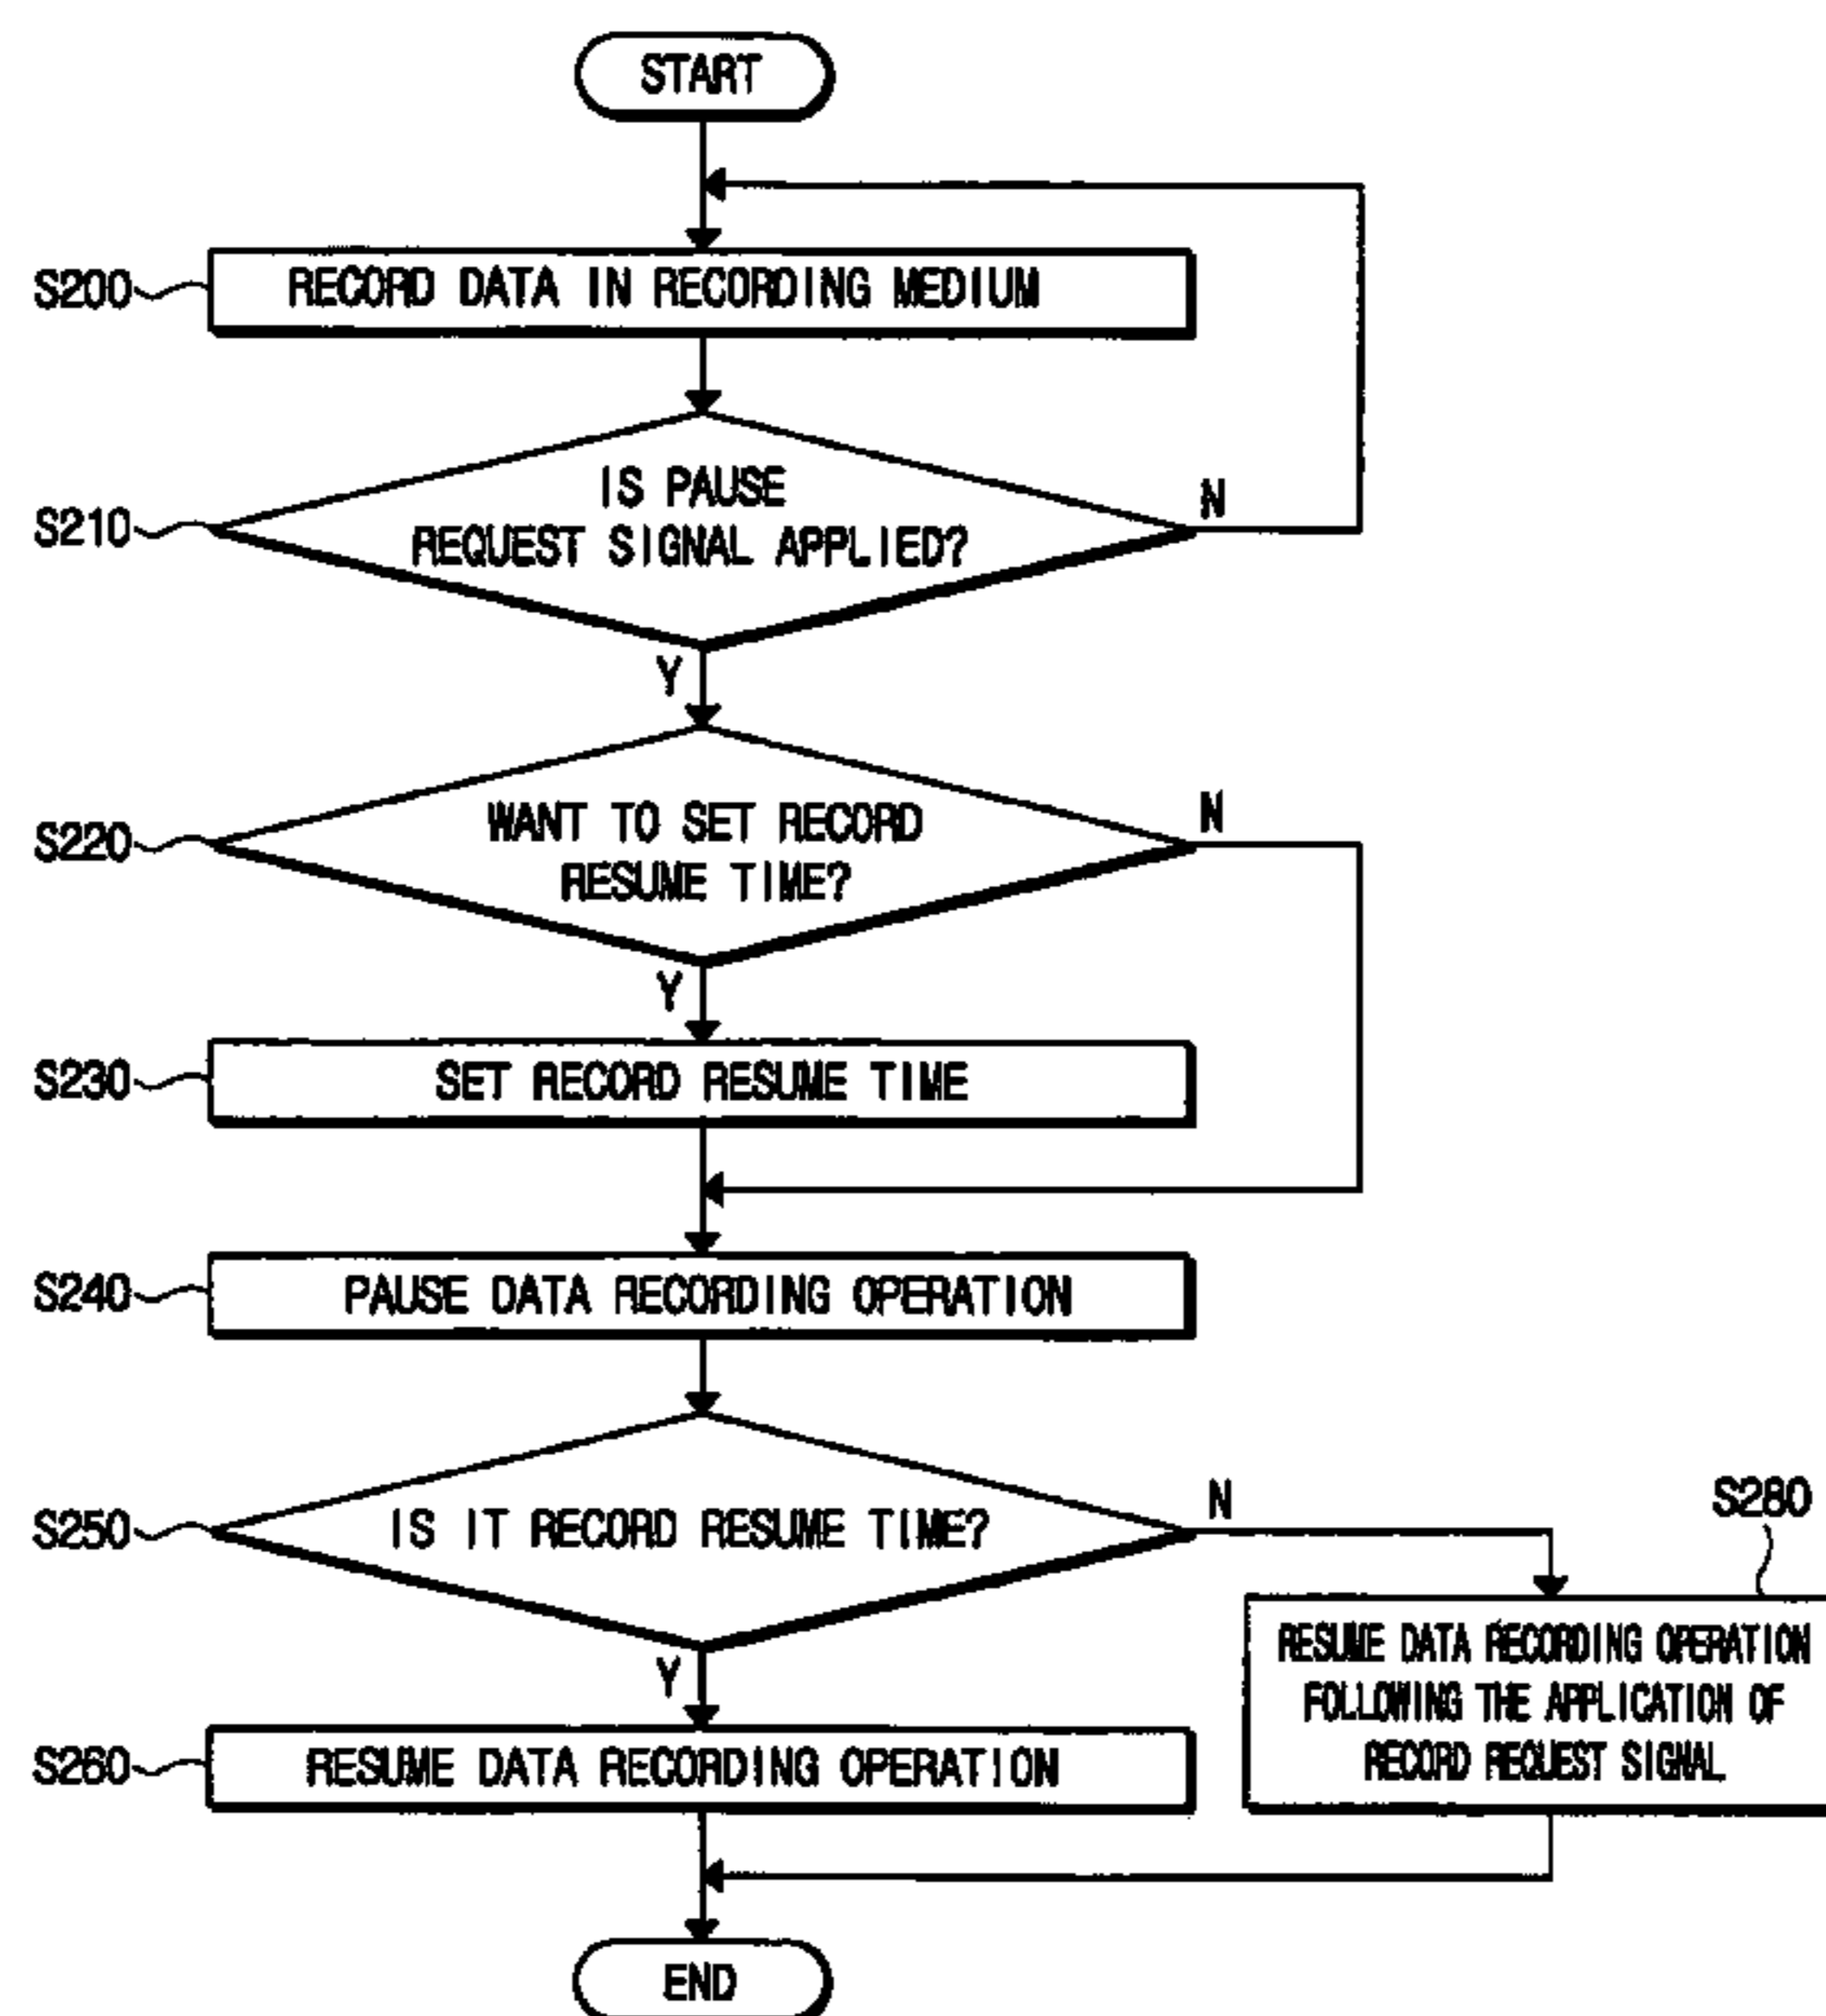 START
S200
RECORD DATA IN RECORDING MEDIUM
S210
IS PAUSE
REQUEST SIGNAL APPLIED?
N
Y
S220
WANT TO SET RECORD
RESUME TIME?
N
Y
S230
SET RECORD RESUME TIME
S240
PAUSE DATA RECORDING OPERATION
S250
IS IT RECORD RESUME TIME?
N
S280
RESUME DATA RECORDING OPERATION
FOLLOWING THE APPLICATION OF
RECORD REQUEST SIGNAL
Y
S260
RESUME DATA RECORDING OPERATION
END